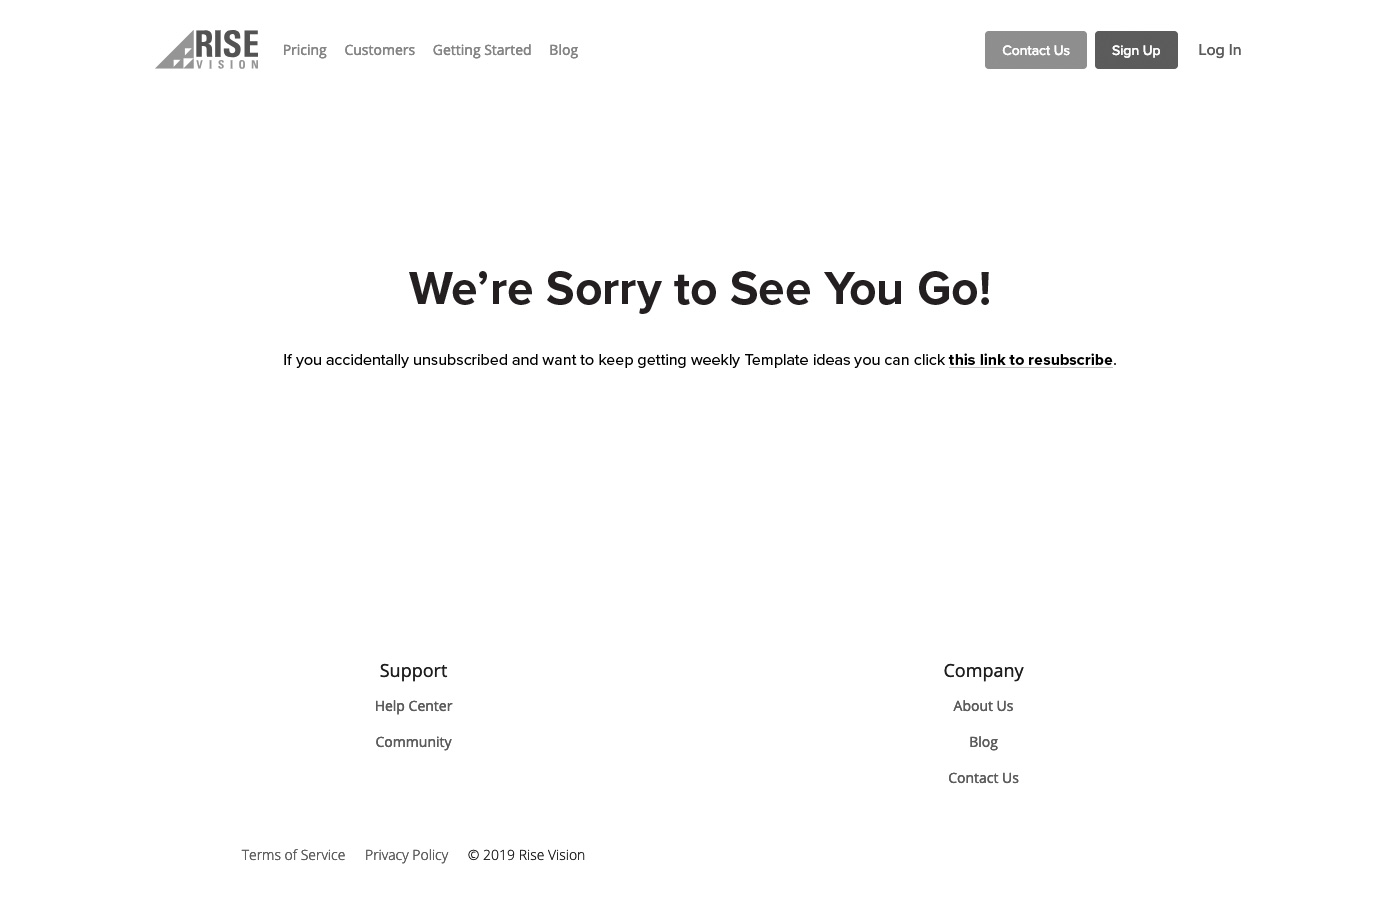 RISE VISION Pricing Customers Getting Started Blog Contact Us Sign Up Log In
We’re Sorry to See You Go!
If you accidentally unsubscribed and want to keep getting weekly Template ideas you can click this link to resubscribe.
Support
Help Center
Community
Company
About Us
Blog
Contact Us
Terms of Service Privacy Policy © 2019 Rise Vision